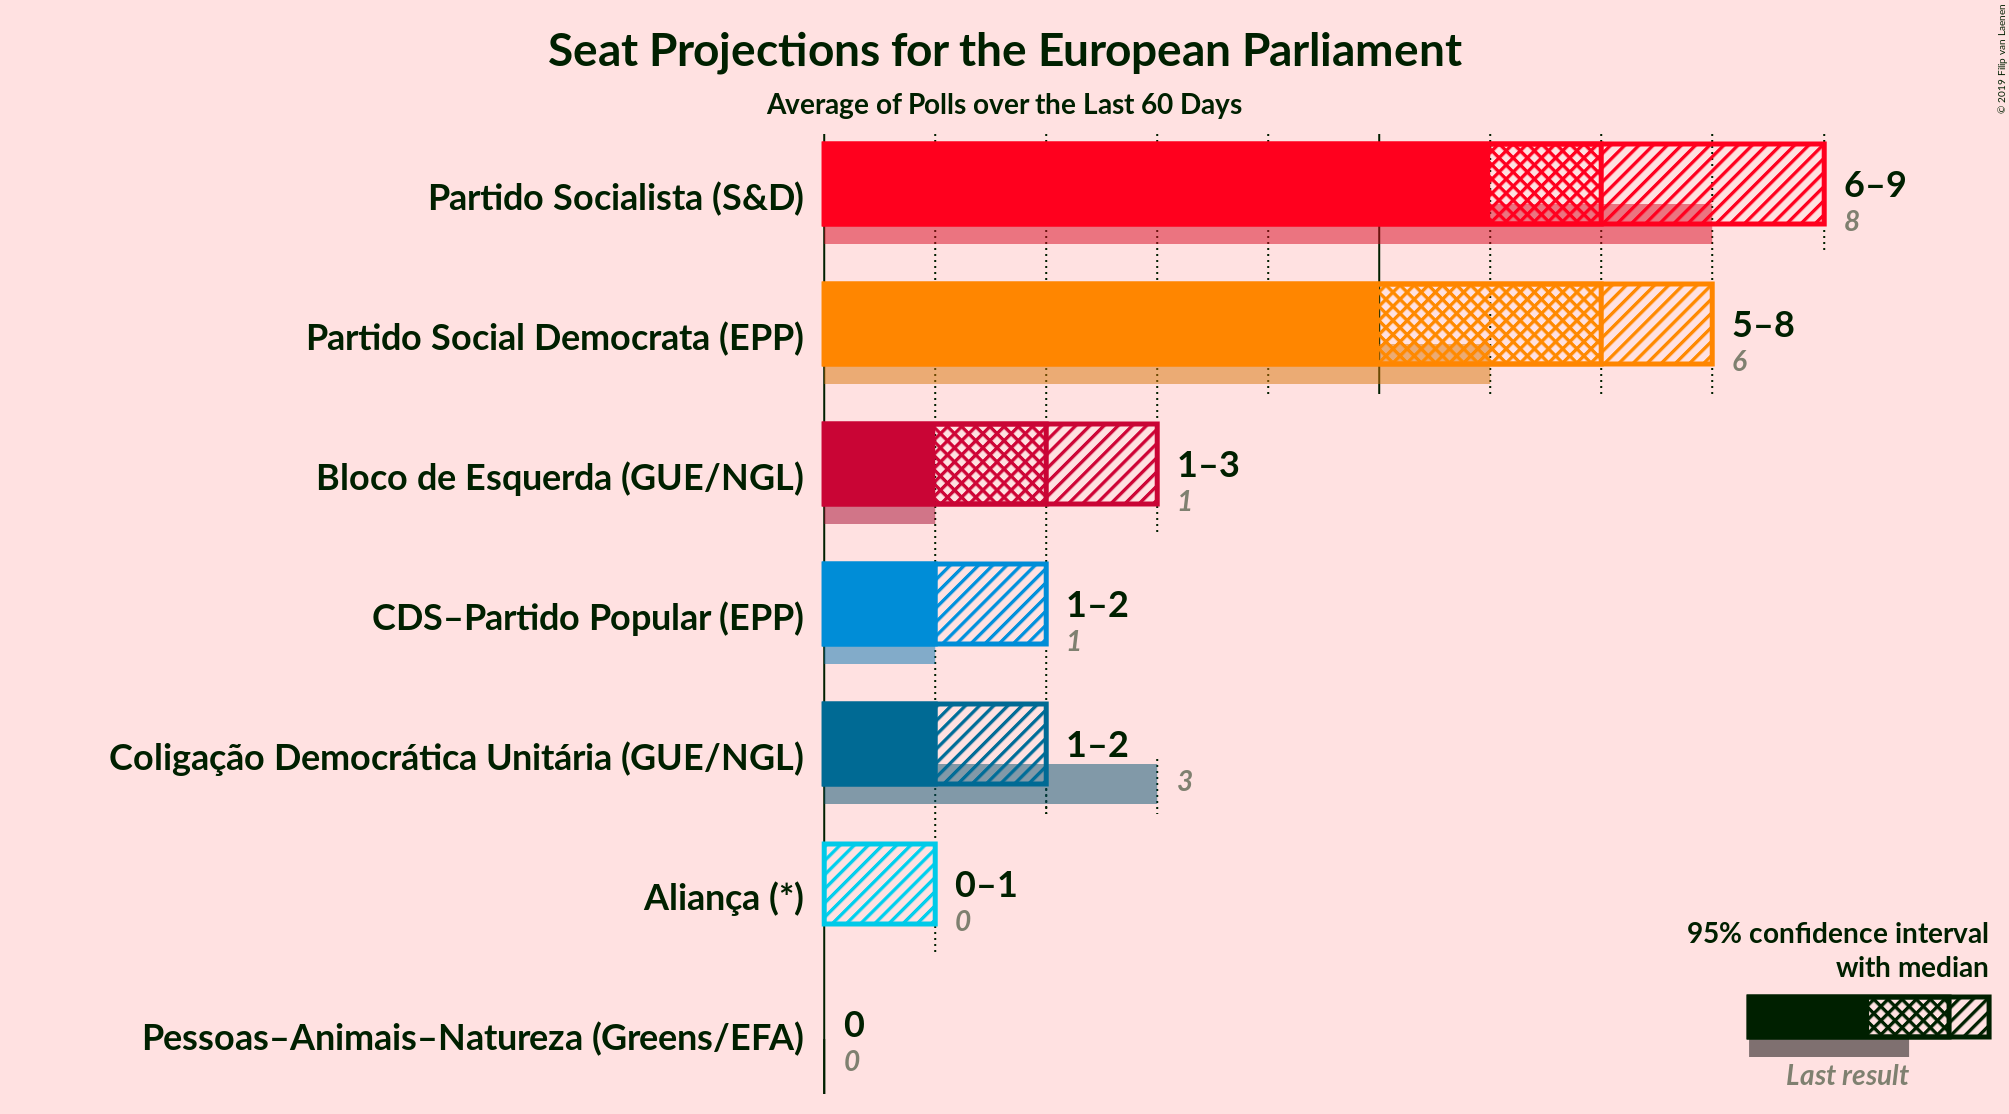 Seat Projections for the European Parliament
Average of Polls over the Last 60 Days
© 2019 Filip van Laenen
Partido Socialista (S&D)
6–9
8
Partido Social Democrata (EPP)
5–8
6
Bloco de Esquerda (GUE/NGL)
1–3
1
CDS–Partido Popular (EPP)
1–2
1
Coligação Democrática Unitária (GUE/NGL)
1–2
3
Aliança (*)
0–1
0
Pessoas–Animais–Natureza (Greens/EFA)
0
0
95% confidence interval
with median
Last result